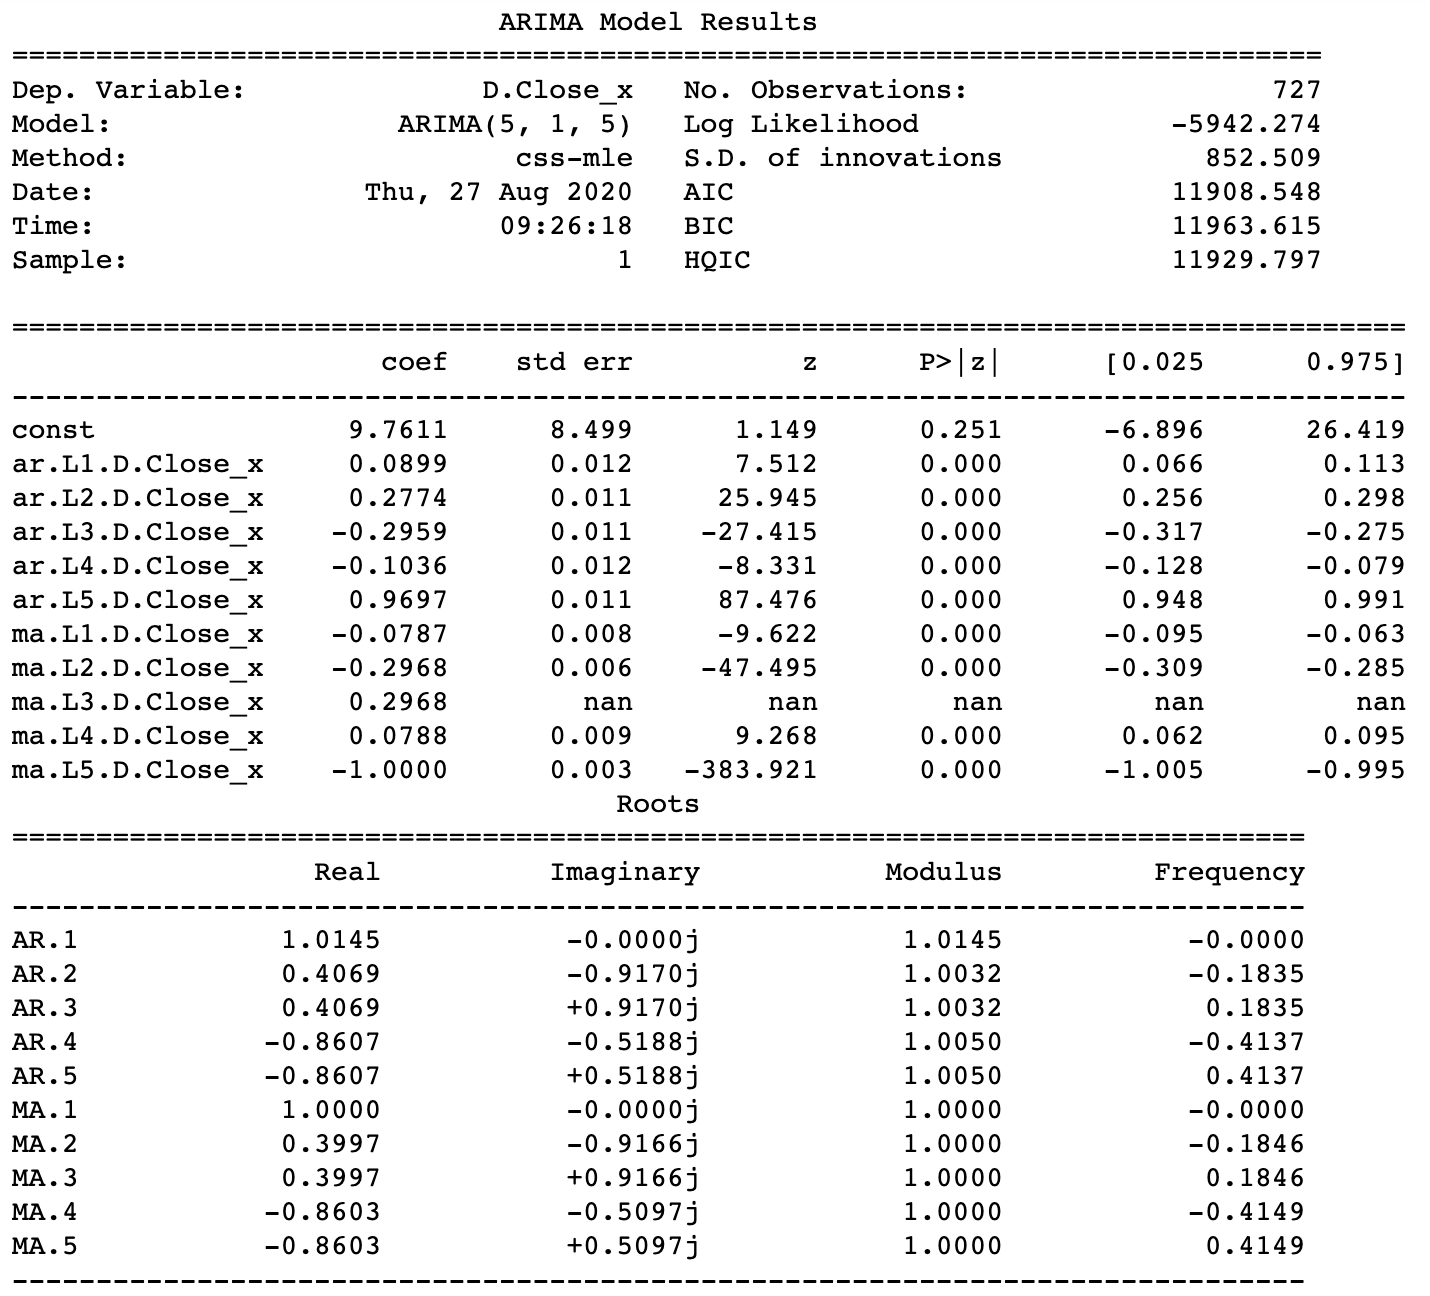 ARIMA Model Results
==============================================================================
Dep. Variable: D.Close_x No. Observations: 727
Model: ARIMA(5, 1, 5) Log Likelihood -5942.274
Method: css-mle S.D. of innovations 852.509
Date: Thu, 27 Aug 2020 AIC 11908.548
Time: 09:26:18 BIC 11963.615
Sample: 1 HQIC 11929.797
===================================================================================
coef std err z P>|z| [0.025 0.975]
-----------------------------------------------------------------------------------
const 9.7611 8.499 1.149 0.251 -6.896 26.419
ar.L1.D.Close_x 0.0899 0.012 7.512 0.000 0.066 0.113
ar.L2.D.Close_x 0.2774 0.011 25.945 0.000 0.256 0.298
ar.L3.D.Close_x -0.2959 0.011 -27.415 0.000 -0.317 -0.275
ar.L4.D.Close_x -0.1036 0.012 -8.331 0.000 -0.128 -0.079
ar.L5.D.Close_x 0.9697 0.011 87.476 0.000 0.948 0.991
ma.L1.D.Close_x -0.0787 0.008 -9.622 0.000 -0.095 -0.063
ma.L2.D.Close_x -0.2968 0.006 -47.495 0.000 -0.309 -0.285
ma.L3.D.Close_x 0.2968 nan nan nan nan nan
ma.L4.D.Close_x 0.0788 0.009 9.268 0.000 0.062 0.095
ma.L5.D.Close_x -1.0000 0.003 -383.921 0.000 -1.005 -0.995
Roots
=============================================================================
Real Imaginary Modulus Frequency
-----------------------------------------------------------------------------
AR.1 1.0145 -0.0000j 1.0145 -0.0000
AR.2 0.4069 -0.9170j 1.0032 -0.1835
AR.3 0.4069 +0.9170j 1.0032 0.1835
AR.4 -0.8607 -0.5188j 1.0050 -0.4137
AR.5 -0.8607 +0.5188j 1.0050 0.4137
MA.1 1.0000 -0.0000j 1.0000 -0.0000
MA.2 0.3997 -0.9166j 1.0000 -0.1846
MA.3 0.3997 +0.9166j 1.0000 0.1846
MA.4 -0.8603 -0.5097j 1.0000 -0.4149
MA.5 -0.8603 +0.5097j 1.0000 0.4149
-----------------------------------------------------------------------------